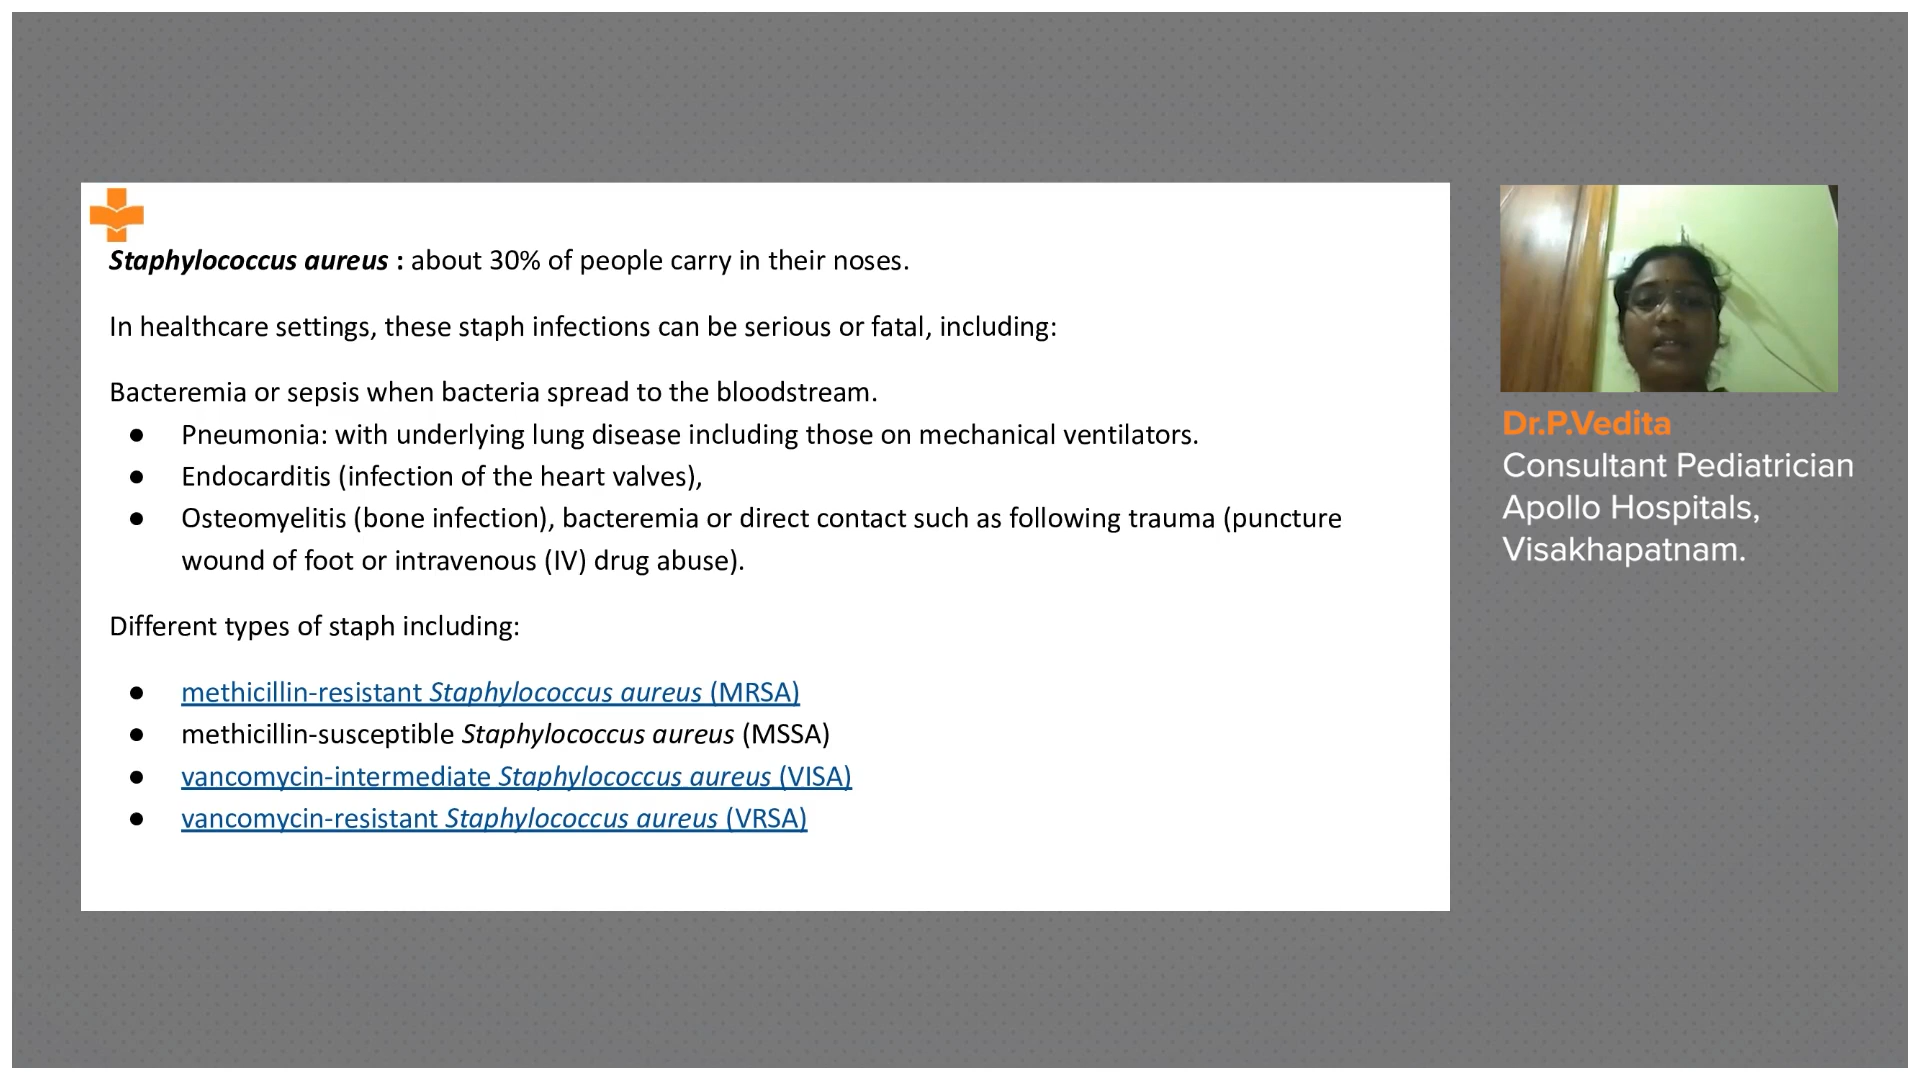 Staphylococcus aureus : about 30% of people carry in their noses.
In healthcare settings, these staph infections can be serious or fatal, including:
Bacteremia or sepsis when bacteria spread to the bloodstream.
● Pneumonia: with underlying lung disease including those on mechanical ventilators.
● Endocarditis (infection of the heart valves),
● Osteomyelitis (bone infection), bacteremia or direct contact such as following trauma (puncture
wound of foot or intravenous (IV) drug abuse).
Different types of staph including:
● methicillin-resistant Staphylococcus aureus (MRSA)
● methicillin-susceptible Staphylococcus aureus (MSSA)
● vancomycin-intermediate Staphylococcus aureus (VISA)
● vancomycin-resistant Staphylococcus aureus (VRSA)
Dr.P.Vedita
Consultant Pediatrician
Apollo Hospitals,
Visakhapatnam.